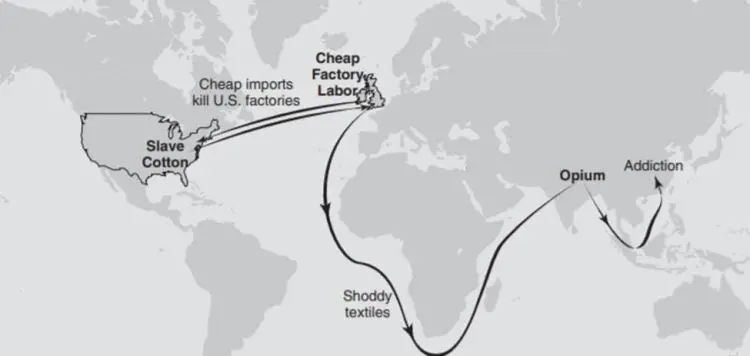 Cheap
Factory
Labor
Cheap imports
kill U.S. factories
Slave
Cotton
Opium
Addiction
Shoddy
textiles